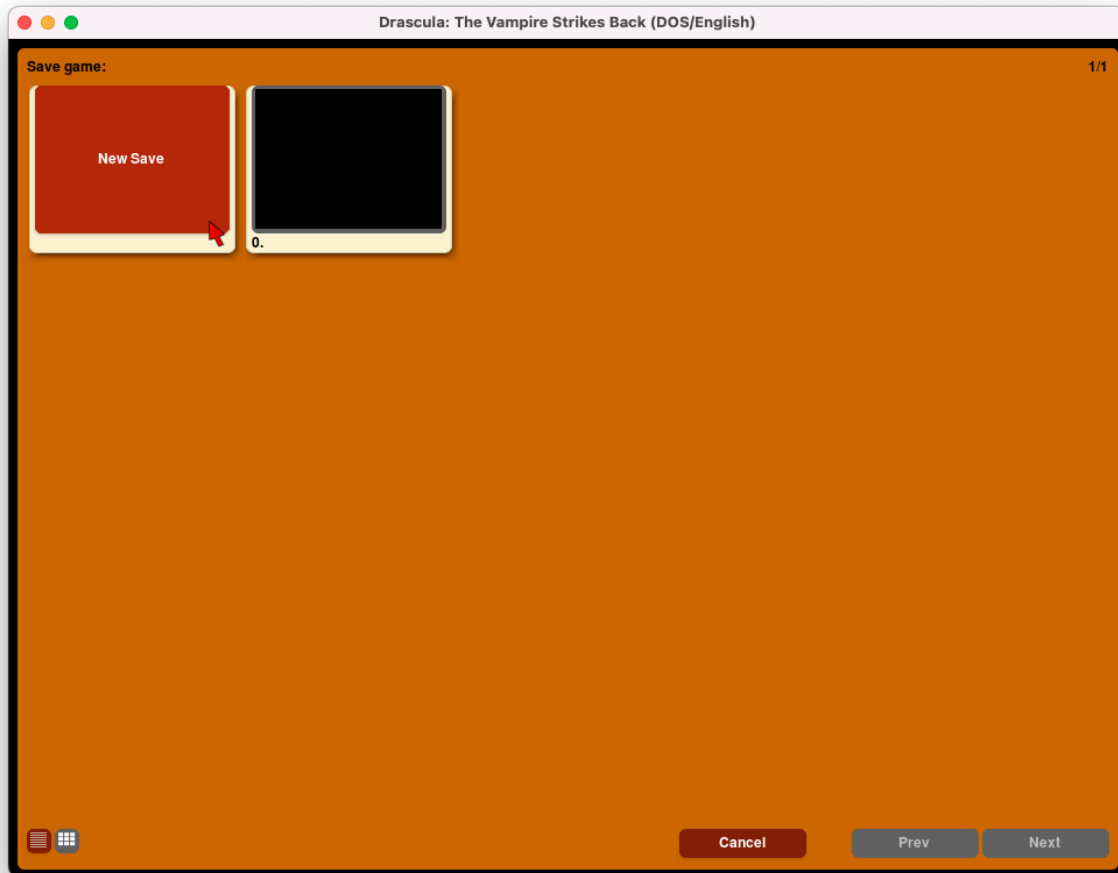 Drascula: The Vampire Strikes Back (DOS/English)
Save game:
1/1
New Save
0.
Cancel
Prev
Next